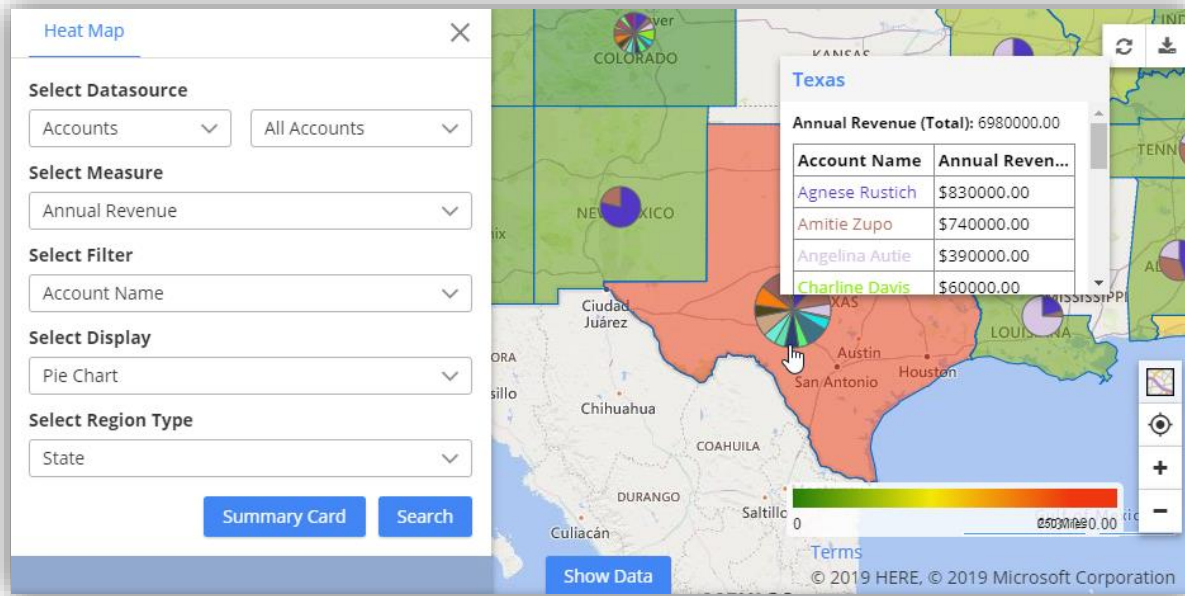 Heat Map
Select Datasource
Accounts
All Accounts
Select Measure
Annual Revenue
Select Filter
Account Name
Select Display
Pie Chart
Select Region Type
State
Summary Card
Search
COLORADO
KANSAS
Texas
Annual Revenue (Total): 6980000.00
Account Name
Annual Reven...
Agnese Rustich
$830000.00
Amitie Zupo
$740000.00
Angelina Autie
$390000.00
Charline Davis
$60000.00
TENN
MISSISSIPPI
Ciudad
Juárez
XAS
Austin
Houston
San Antonio
Chihuahua
COAHUILA
DURANGO
Saltillo
Culiacán
0
Show Data
Terms
© 2019 HERE, © 2019 Microsoft Corporation